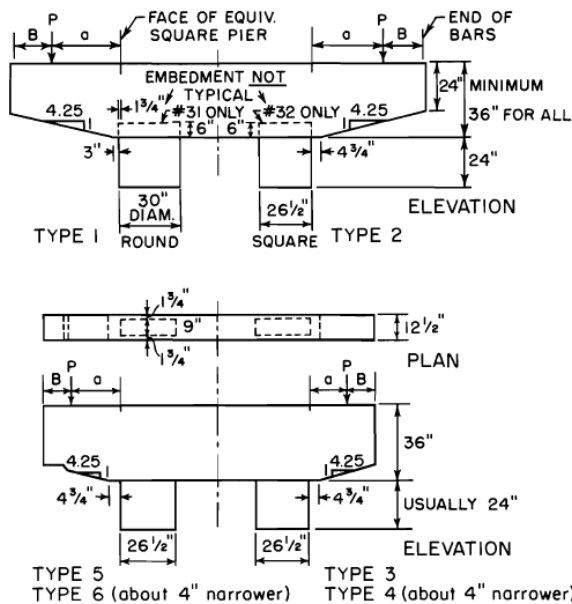 FACE OF EQUIV.
SQUARE PIER
END OF
BARS
P
P
B
a
a
B
EMBEDMENT NOT
TYPICAL
24" MINIMUM
36" FOR ALL
4.25
1
1 3/4"
#31 ONLY
#32 ONLY
4.25
1
6"
6"
3"
4 3/4"
24"
30"
DIAM.
26 1/2"
ELEVATION
TYPE 1
ROUND
SQUARE
TYPE 2
1 3/4"
9"
12 1/2"
1 3/4"
PLAN
P
P
B
a
a
B
36"
4.25
1
4.25
1
4 3/4"
4 3/4"
USUALLY 24"
26 1/2"
26 1/2"
ELEVATION
TYPE 5
TYPE 3
TYPE 6 (about 4" narrower)
TYPE 4 (about 4" narrower)